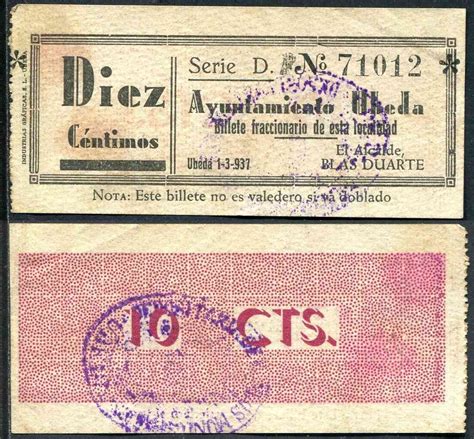 INDUSTRIAS GRÁFICAS, S. L.
Diez
Céntimos
Serie D. A № 71012
Ayuntamiento Ubeda
Billete fraccionario de esta localidad
El Alcalde,
Ubeda 1-3-937
BLAS DUARTE
NOTA: Este billete no es valedero si va doblado
10 CTS.